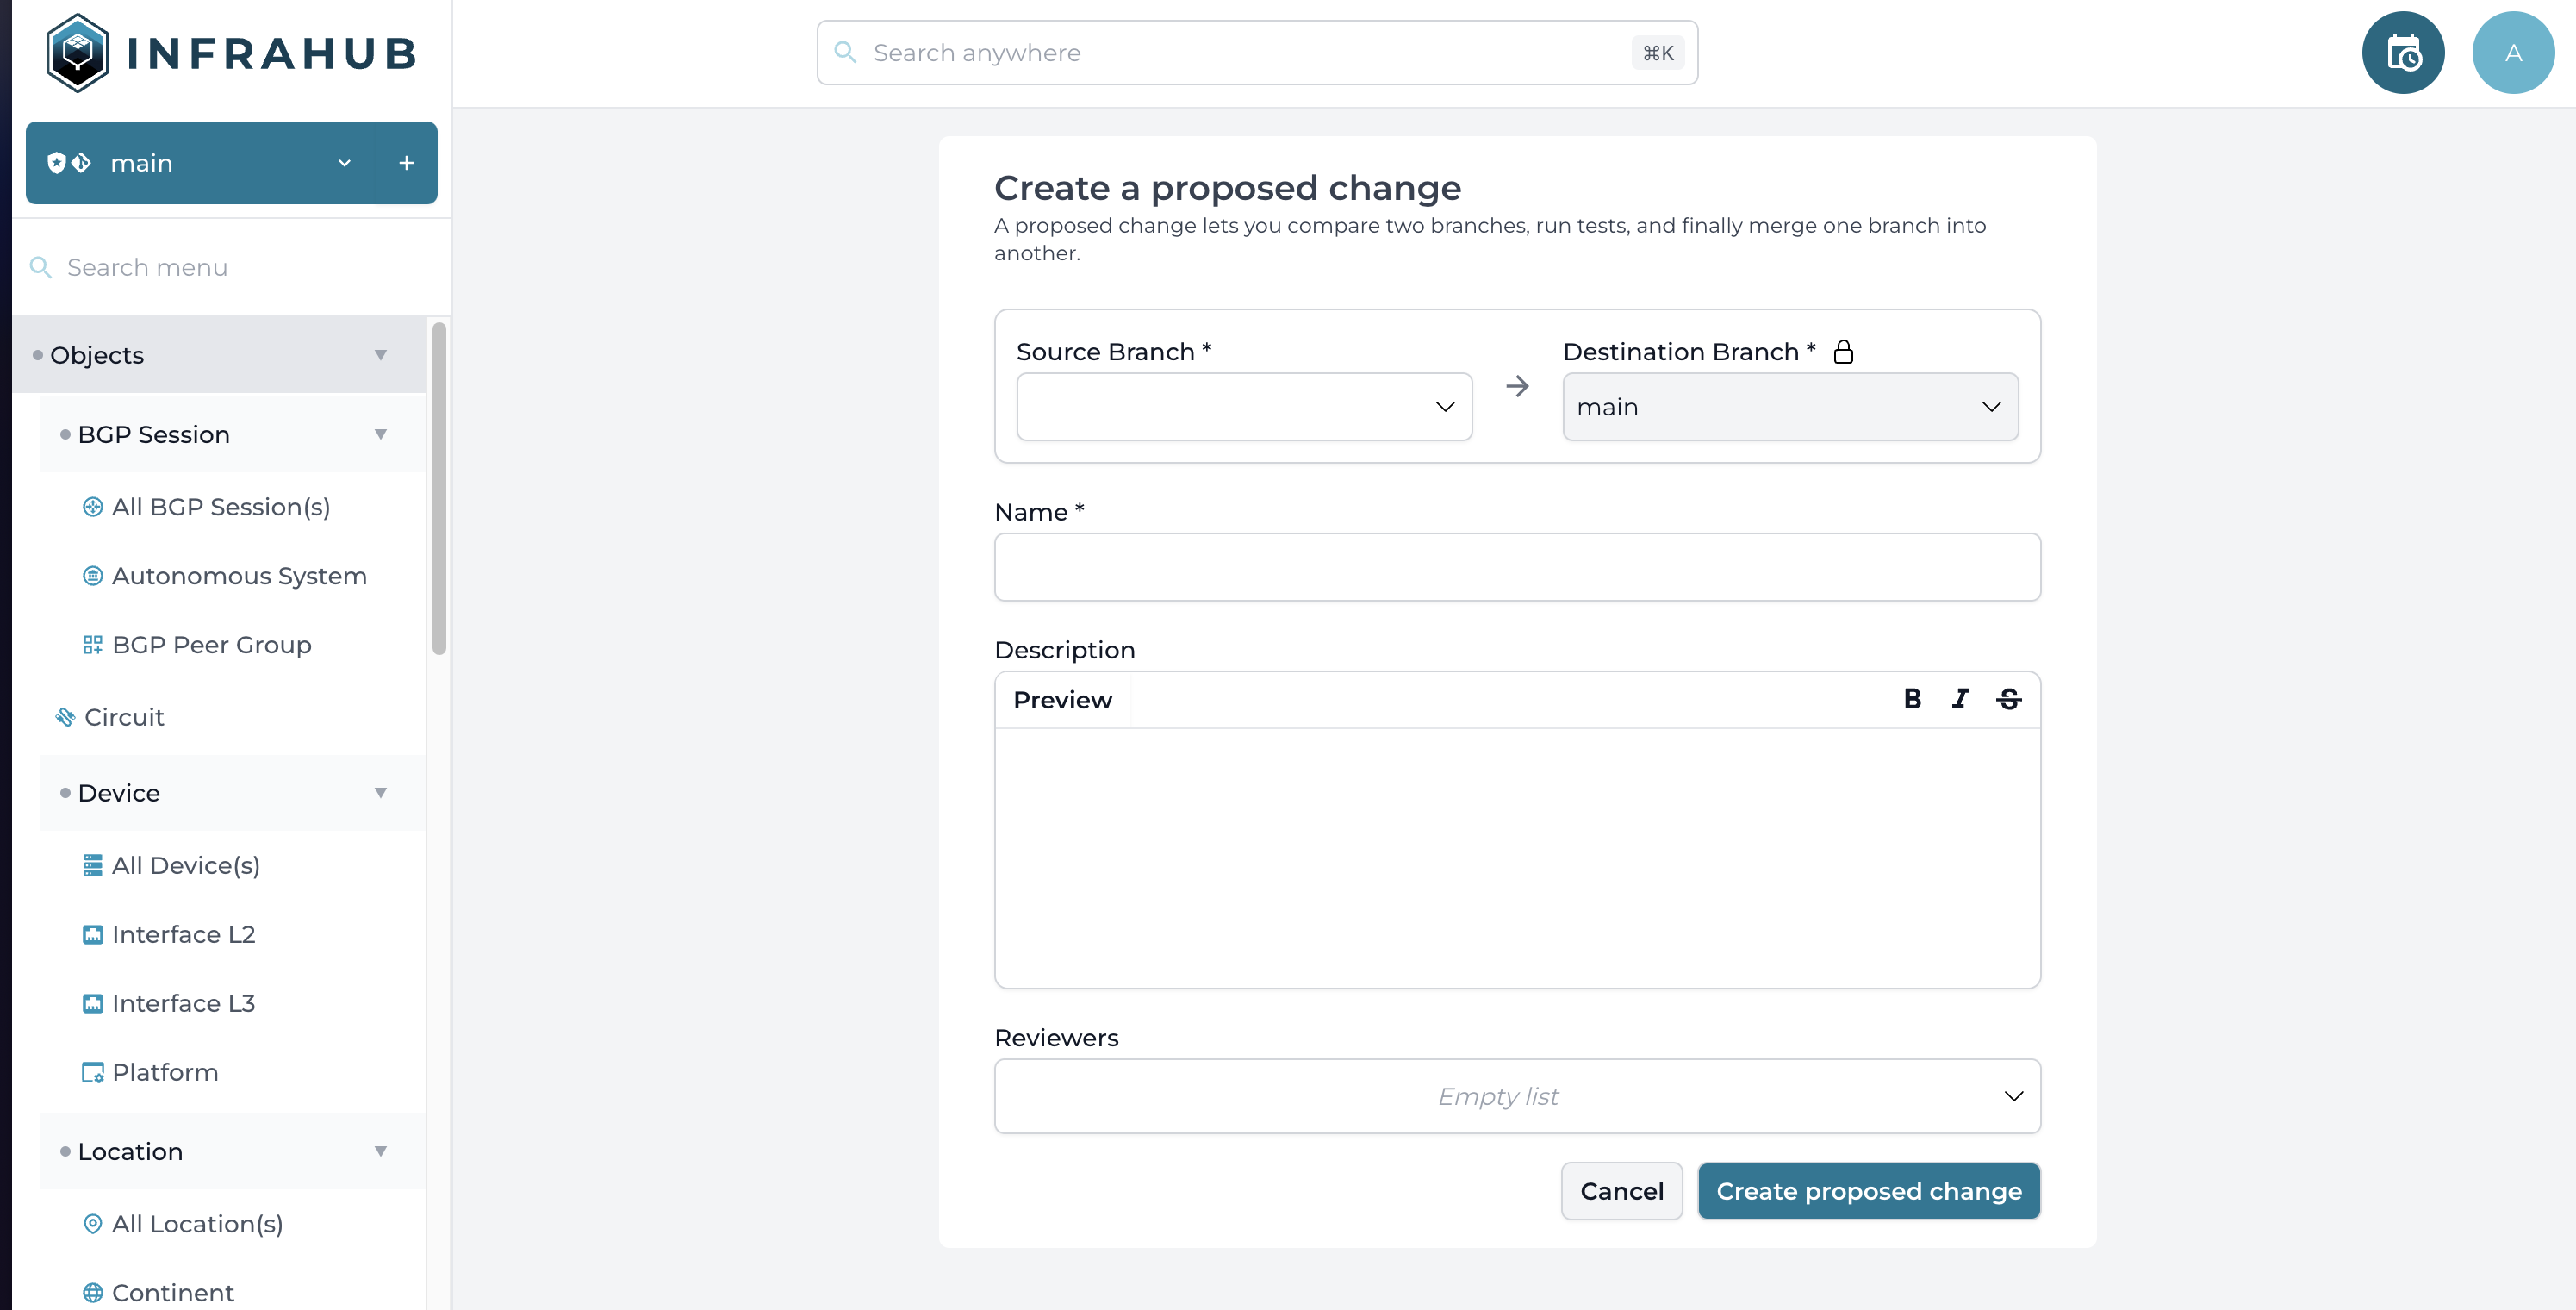 INFRAHUB
Search anywhere
⌘K
A
main
+
Search menu
Objects
BGP Session
All BGP Session(s)
Autonomous System
BGP Peer Group
Circuit
Device
All Device(s)
Interface L2
Interface L3
Platform
Location
All Location(s)
Continent
Create a proposed change
A proposed change lets you compare two branches, run tests, and finally merge one branch into
another.
Source Branch *
Destination Branch *
main
Name *
Description
Preview
B I S
Reviewers
Empty list
Cancel
Create proposed change